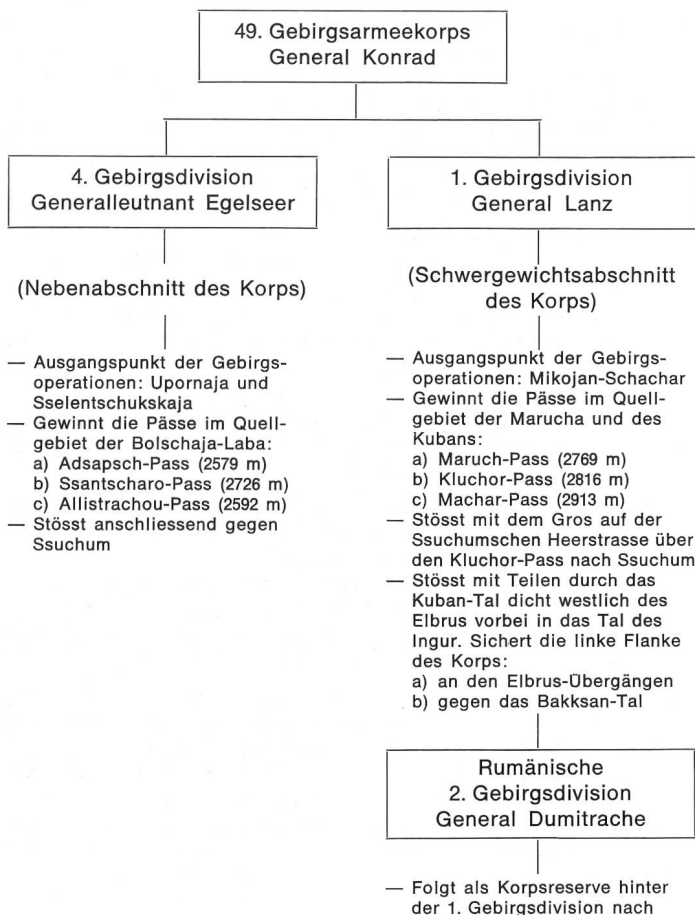 49. Gebirgsarmeekorps
General Konrad
4. Gebirgsdivision
Generalleutnant Egelseer
(Nebenabschnitt des Korps)
— Ausgangspunkt der Gebirgs-
operationen: Upornaja und
Sselentschukskaja
— Gewinnt die Pässe im Quell-
gebiet der Bolschaja-Laba:
a) Adsapsch-Pass (2579 m)
b) Ssantscharo-Pass (2726 m)
c) Allistrachou-Pass (2592 m)
— Stösst anschliessend gegen
Ssuchum
1. Gebirgsdivision
General Lanz
(Schwergewichtsabschnitt
des Korps)
— Ausgangspunkt der Gebirgs-
operationen: Mikojan-Schachar
— Gewinnt die Pässe im Quell-
gebiet der Marucha und des
Kubans:
a) Maruch-Pass (2769 m)
b) Kluchor-Pass (2816 m)
c) Machar-Pass (2913 m)
— Stösst mit dem Gros auf der
Ssuchumschen Heerstrasse über
den Kluchor-Pass nach Ssuchum
— Stösst mit Teilen durch das
Kuban-Tal dicht westlich des
Elbrus vorbei in das Tal des
Ingur. Sichert die linke Flanke
des Korps:
a) an den Elbrus-Übergängen
b) gegen das Bakksan-Tal
Rumänische
2. Gebirgsdivision
General Dumitrache
— Folgt als Korpsreserve hinter
der 1. Gebirgsdivision nach